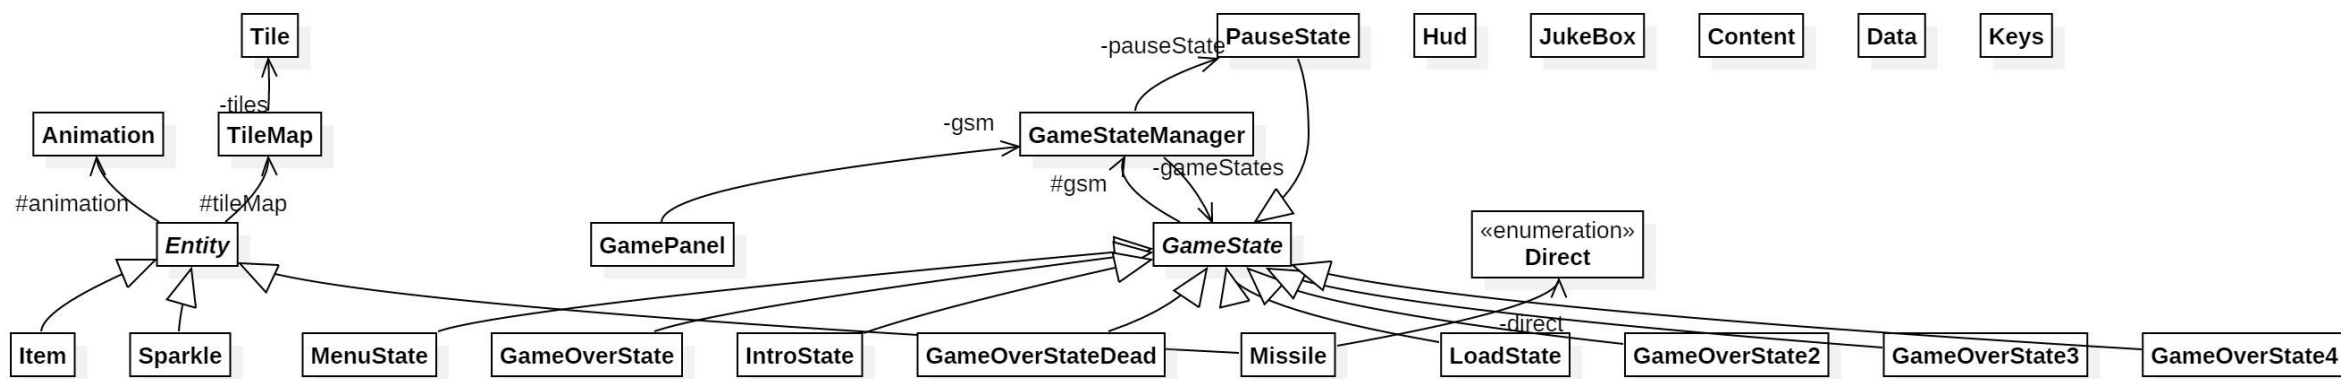 Tile
PauseState
Hud
JukeBox
Content
Data
Keys
-pauseState
-tiles
Animation
TileMap
-gsm
GameStateManager
-gameStates
#gsm
#animation
#tileMap
Entity
GamePanel
GameState
«enumeration»
Direct
-direct
Item
Sparkle
MenuState
GameOverState
IntroState
GameOverStateDead
Missile
LoadState
GameOverState2
GameOverState3
GameOverState4